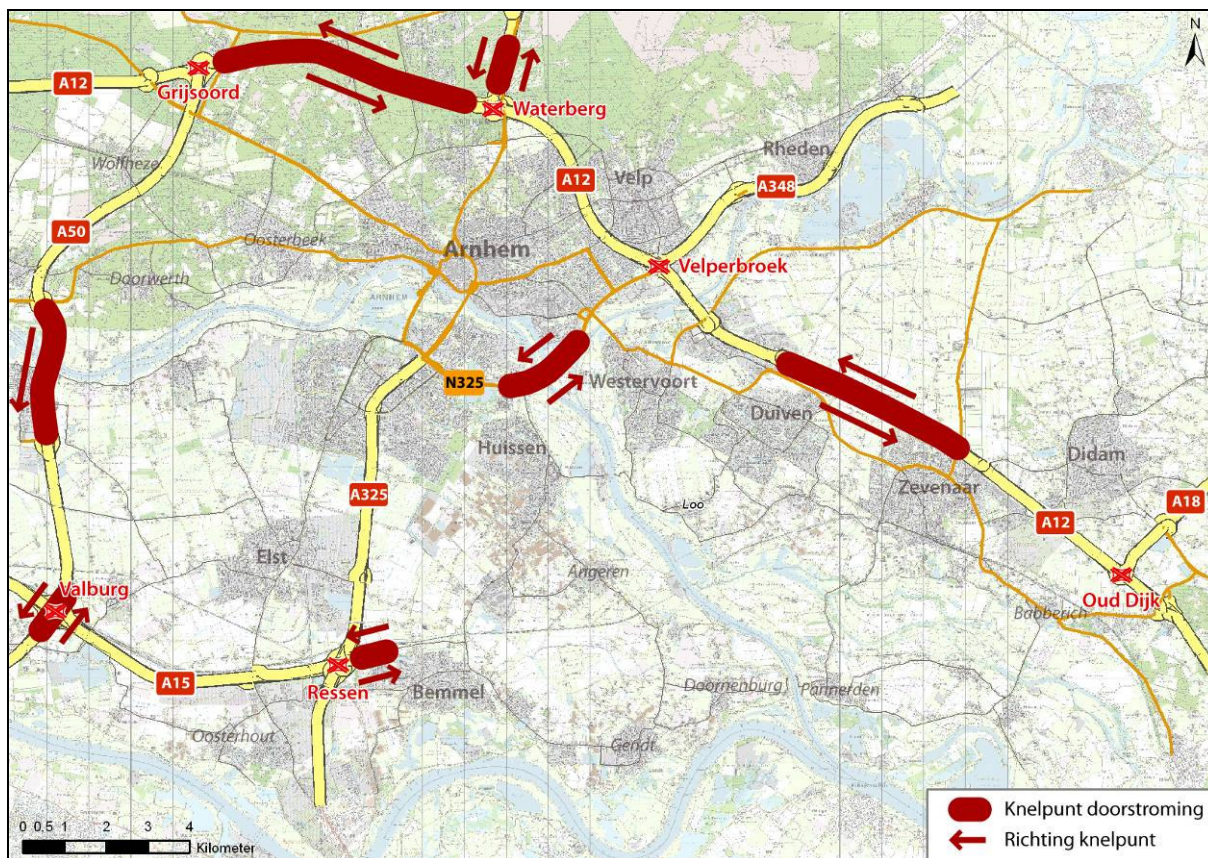 N
A12
Grijsoord
Waterberg
Wolfheze
A12
Velp
Rheden
A348
A50
Oosterbeek
Arnhem
Velperbroek
Doorwerth
ARNHEM
N325
Westervoort
Duiven
Huissen
Didam
Zevenaar
A325
Loo
A18
A12
Elst
Angeren
Valburg
Oud Dijk
Babberich
A15
Ressen
Bemmel
Doornenburg
Pannerden
Oosterhout
Gendt
0 0,5 1 2 3 4
Kilometer
Knelpunt doorstroming
Richting knelpunt